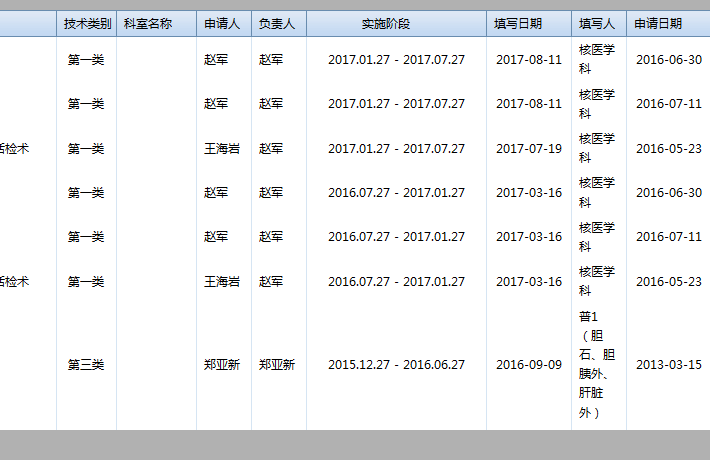 技术类别 科室名称 申请人 负责人 实施阶段 填写日期 填写人 申请日期
第一类 赵军 赵军 2017.01.27 - 2017.07.27 2017-08-11 核医学科 2016-06-30
第一类 赵军 赵军 2017.01.27 - 2017.07.27 2017-08-11 核医学科 2016-07-11
检术 第一类 王海岩 赵军 2017.01.27 - 2017.07.27 2017-07-19 核医学科 2016-05-23
第一类 赵军 赵军 2016.07.27 - 2017.01.27 2017-03-16 核医学科 2016-06-30
第一类 赵军 赵军 2016.07.27 - 2017.01.27 2017-03-16 核医学科 2016-07-11
检术 第一类 王海岩 赵军 2016.07.27 - 2017.01.27 2017-03-16 核医学科 2016-05-23
第三类 郑亚新 郑亚新 2015.12.27 - 2016.06.27 2016-09-09 普1（胆石、胆胰外、肝脏外） 2013-03-15